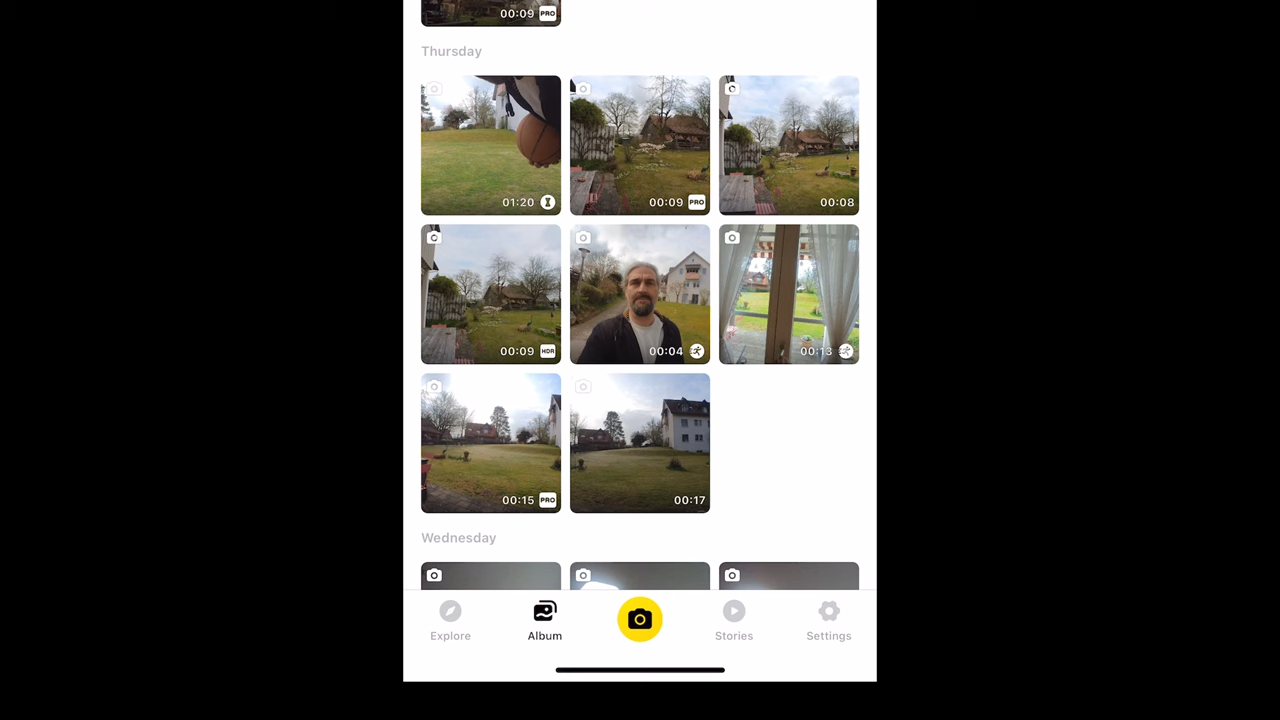 00:09 PRO
Thursday
01:20
00:09 PRO
00:08
00:09 HDR
00:04
00:13
00:15 PRO
00:17
Wednesday
Explore
Album
Stories
Settings